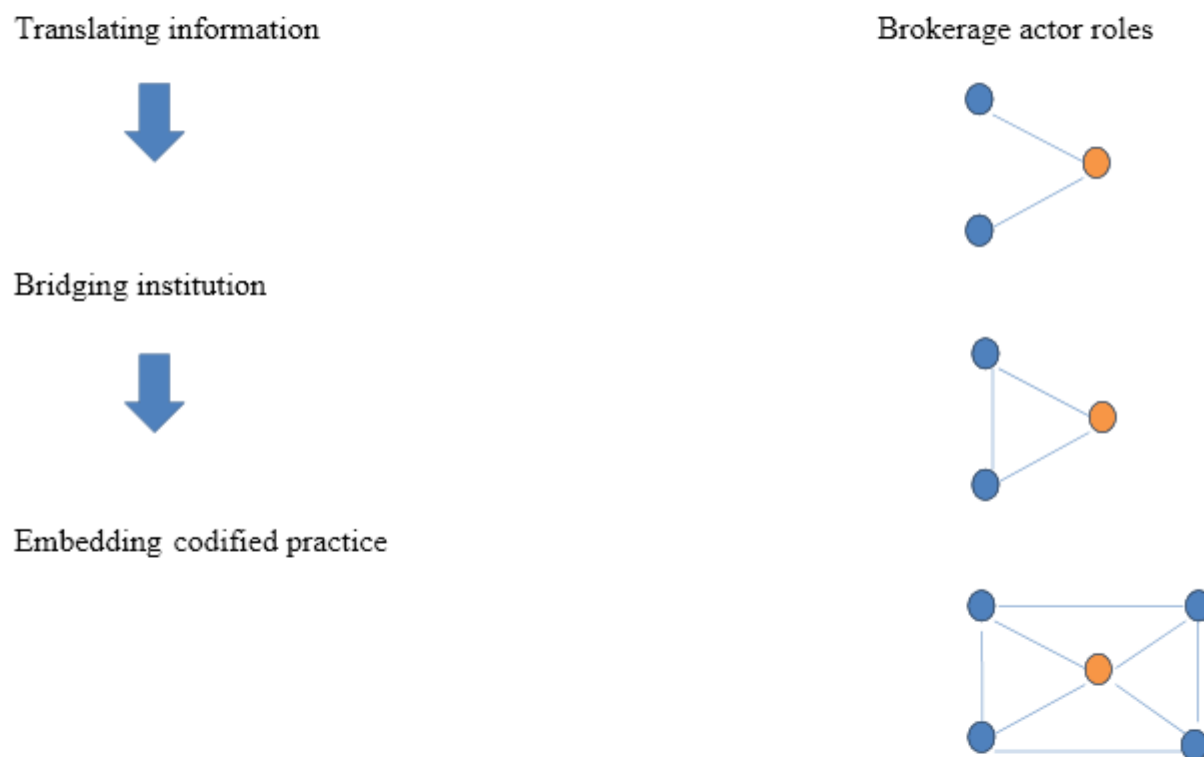 Translating information
Brokerage actor roles
Bridging institution
Embedding codified practice